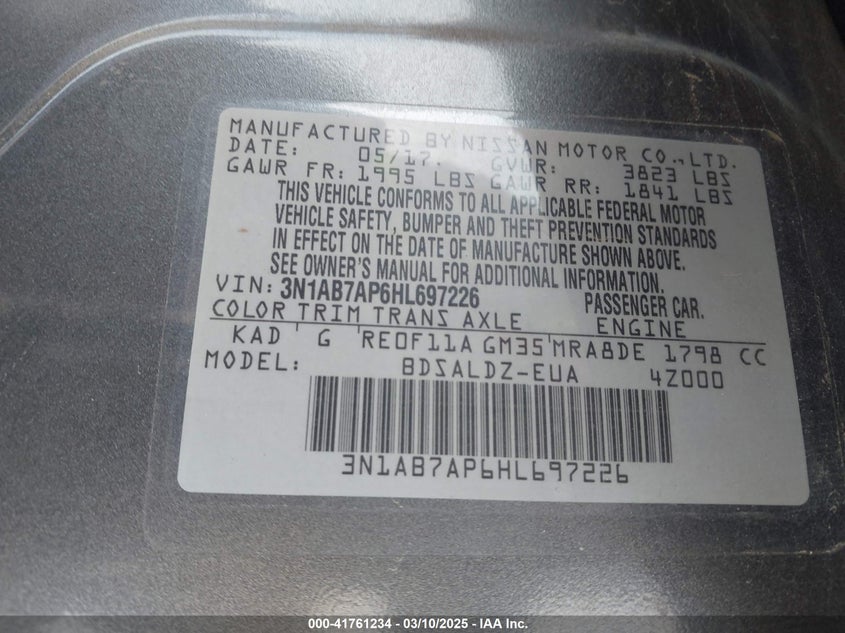 MANUFACTURED BY NISSAN MOTOR CO.,LTD.
DATE: 05/17. GVWR: 3823 LBS
GAWR FR: 1995 LBS GAWR RR: 1841 LBS
THIS VEHICLE CONFORMS TO ALL APPLICABLE FEDERAL MOTOR
VEHICLE SAFETY, BUMPER AND THEFT PREVENTION STANDARDS
IN EFFECT ON THE DATE OF MANUFACTURE SHOWN ABOVE.
SEE OWNER'S MANUAL FOR ADDITIONAL INFORMATION.
VIN: 3N1AB7AP6HL697226 PASSENGER CAR.
COLOR TRIM TRANS AXLE ENGINE
KAD G RE0F11A GM35 MRA8DE 1798 CC
MODEL: BDSALDZ-EUA 4Z000
3N1AB7AP6HL697226
000-41761234 — 03/10/2025 — IAA Inc.